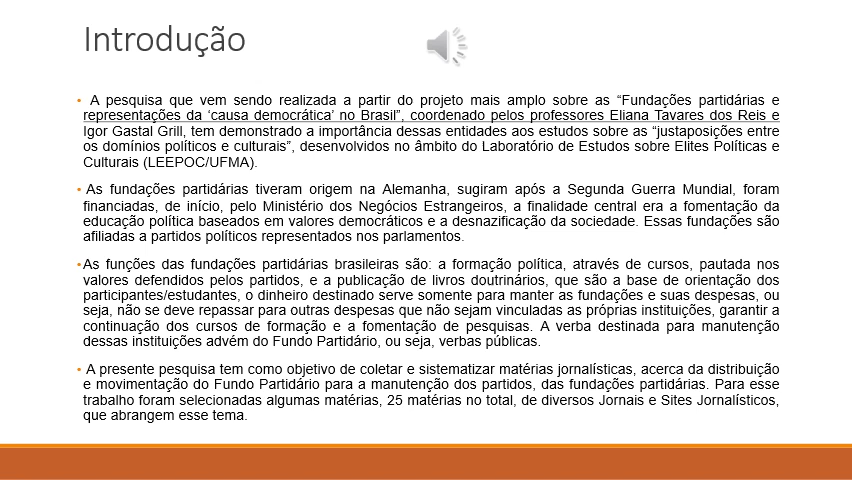 Introdução
• A pesquisa que vem sendo realizada a partir do projeto mais amplo sobre as “Fundações partidárias e
representações da ‘causa democrática’ no Brasil”, coordenado pelos professores Eliana Tavares dos Reis e
Igor Gastal Grill, tem demonstrado a importância dessas entidades aos estudos sobre as “justaposições entre
os domínios políticos e culturais”, desenvolvidos no âmbito do Laboratório de Estudos sobre Elites Políticas e
Culturais (LEEPOC/UFMA).
• As fundações partidárias tiveram origem na Alemanha, sugiram após a Segunda Guerra Mundial, foram
financiadas, de início, pelo Ministério dos Negócios Estrangeiros, a finalidade central era a fomentação da
educação política baseados em valores democráticos e a desnazificação da sociedade. Essas fundações são
afiliadas a partidos políticos representados nos parlamentos.
• As funções das fundações partidárias brasileiras são: a formação política, através de cursos, pautada nos
valores defendidos pelos partidos, e a publicação de livros doutrinários, que são a base de orientação dos
participantes/estudantes, o dinheiro destinado serve somente para manter as fundações e suas despesas, ou
seja, não se deve repassar para outras despesas que não sejam vinculadas as próprias instituições, garantir a
continuação dos cursos de formação e a fomentação de pesquisas. A verba destinada para manutenção
dessas instituições advém do Fundo Partidário, ou seja, verbas públicas.
• A presente pesquisa tem como objetivo de coletar e sistematizar matérias jornalísticas, acerca da distribuição
e movimentação do Fundo Partidário para a manutenção dos partidos, das fundações partidárias. Para esse
trabalho foram selecionadas algumas matérias, 25 matérias no total, de diversos Jornais e Sites Jornalísticos,
que abrangem esse tema.